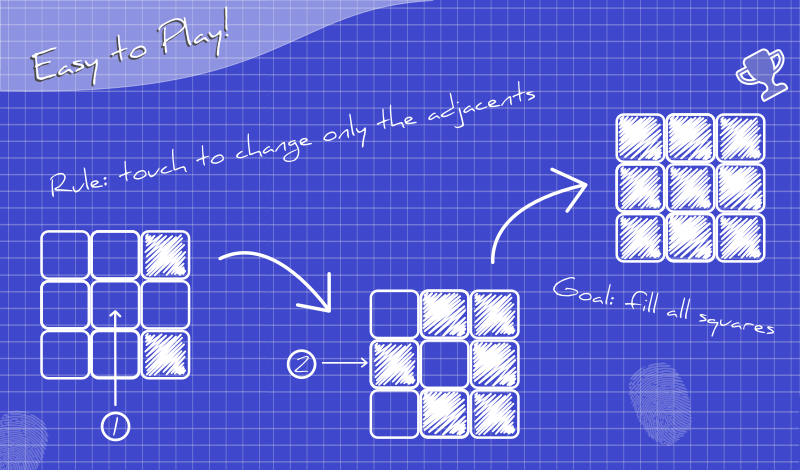 Easy to Play!
Rule: touch to change only the adjacents
Goal: fill all squares
1
2